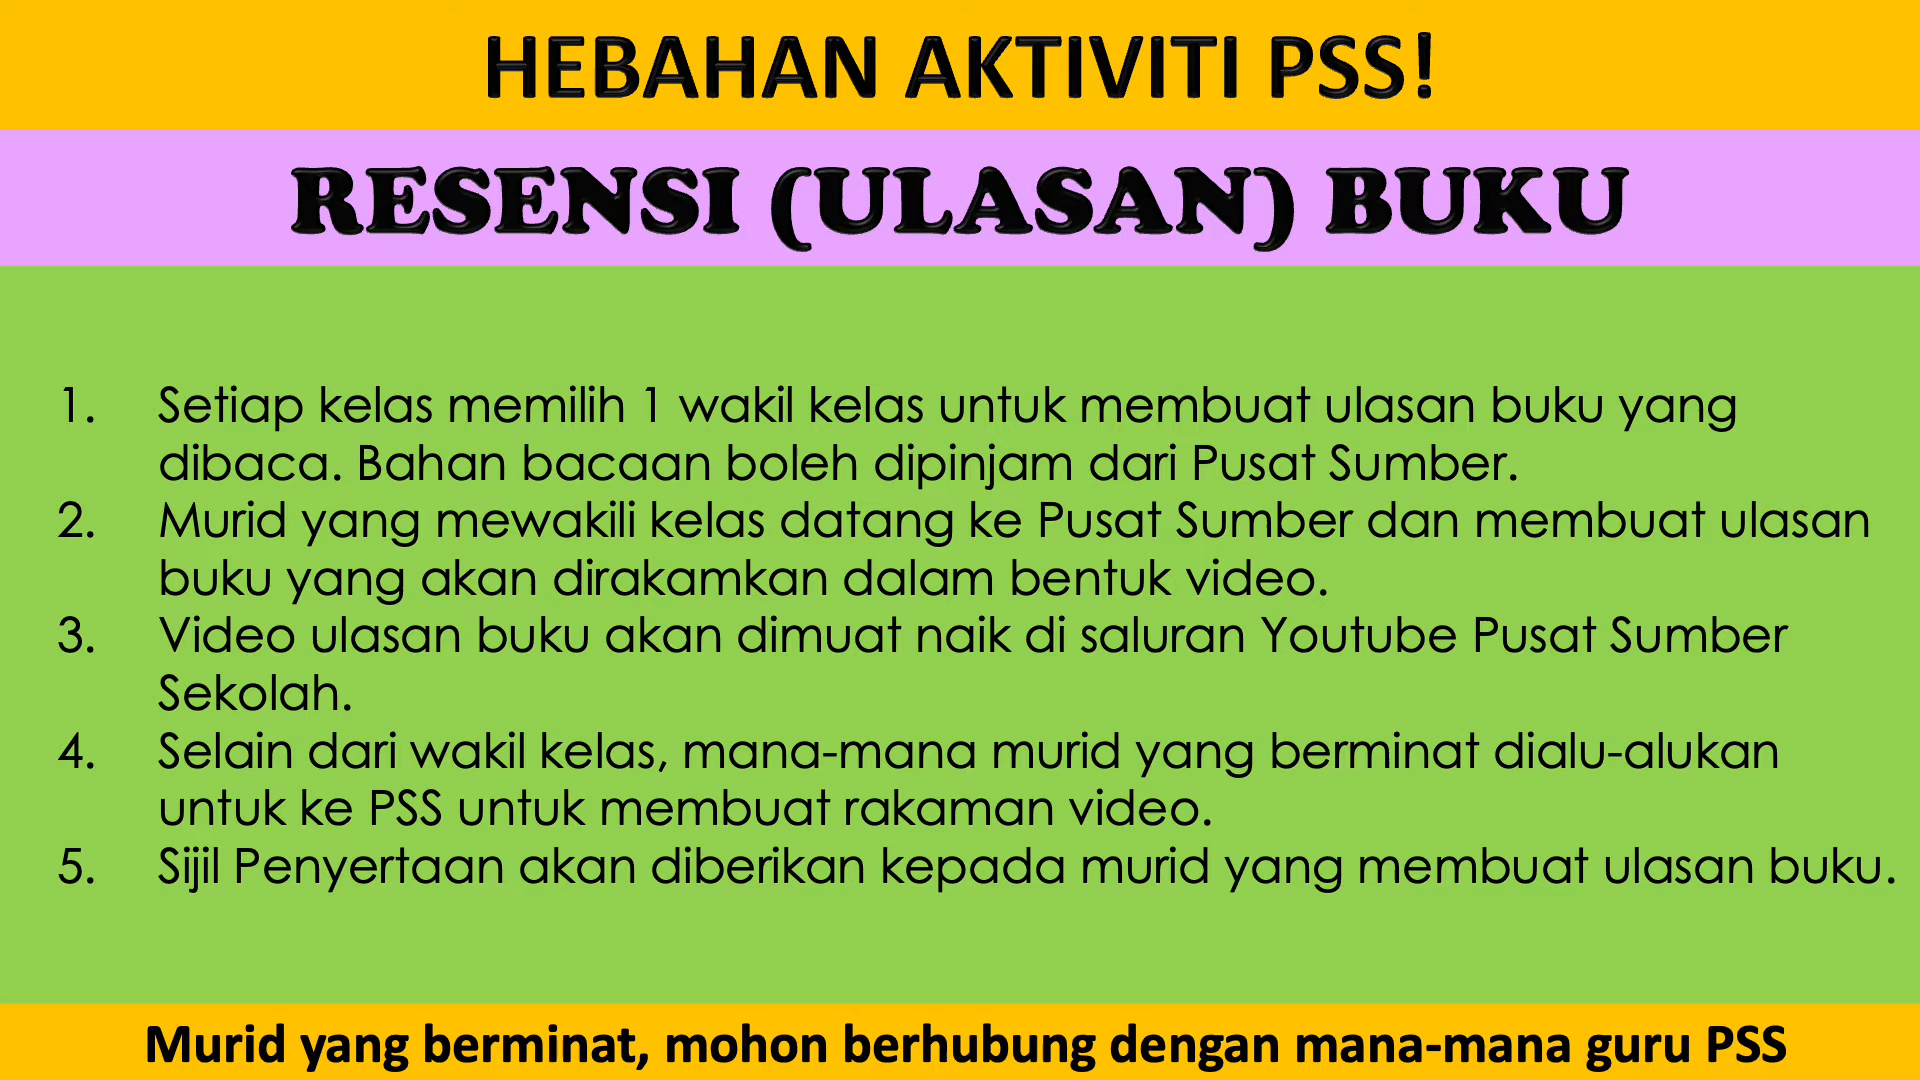 HEBAHAN AKTIVITI PSS!
RESENSI (ULASAN) BUKU
1. Setiap kelas memilih 1 wakil kelas untuk membuat ulasan buku yang
dibaca. Bahan bacaan boleh dipinjam dari Pusat Sumber.
2. Murid yang mewakili kelas datang ke Pusat Sumber dan membuat ulasan
buku yang akan dirakamkan dalam bentuk video.
3. Video ulasan buku akan dimuat naik di saluran Youtube Pusat Sumber
Sekolah.
4. Selain dari wakil kelas, mana-mana murid yang berminat dialu-alukan
untuk ke PSS untuk membuat rakaman video.
5. Sijil Penyertaan akan diberikan kepada murid yang membuat ulasan buku.
Murid yang berminat, mohon berhubung dengan mana-mana guru PSS